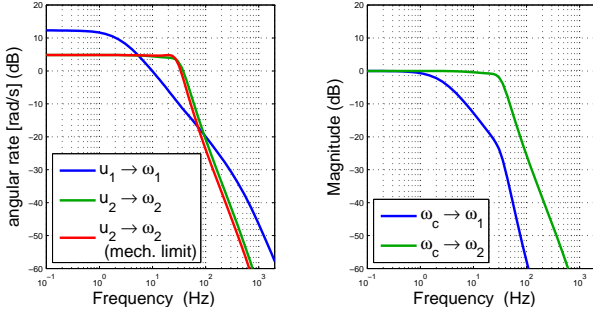 angular rate [rad/s] (dB)
20
10
0
−10
−20
−30
−40
−50
−60
u₁ → ω₁
u₂ → ω₂
u₂ → ω₂
(mech. limit)
10⁻¹ 10⁰ 10¹ 10² 10³
Frequency (Hz)
Magnitude (dB)
20
10
0
−10
−20
−30
−40
−50
−60
ω_c → ω₁
ω_c → ω₂
10⁻¹ 10⁰ 10¹ 10² 10³
Frequency (Hz)